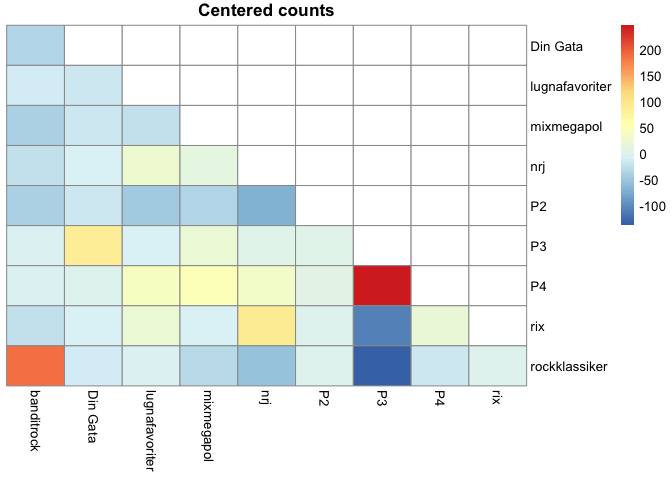 Centered counts
Din Gata
lugnafavoriter
mixmegapol
nrj
P2
P3
P4
rix
rockklassiker
banditrock
Din Gata
lugnafavoriter
mixmegapol
nrj
P2
P3
P4
rix
200
150
100
50
0
-50
-100